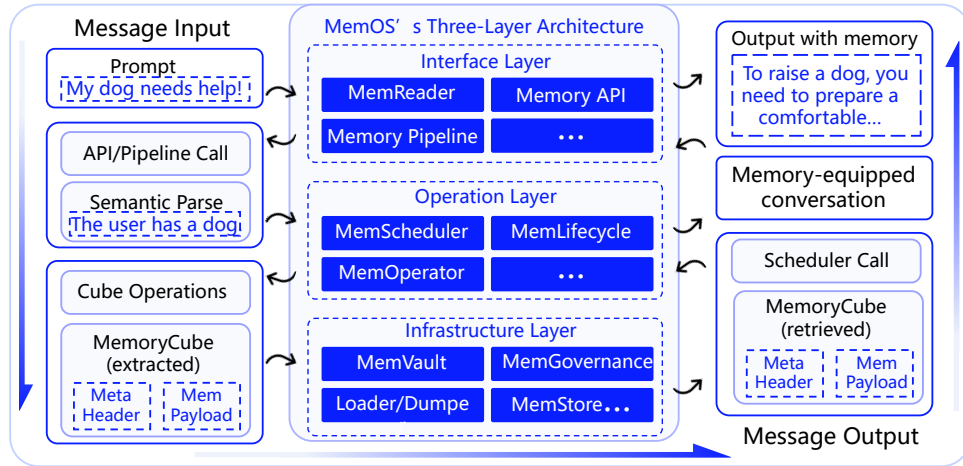 Message Input
Prompt
My dog needs help!
API/Pipeline Call
Semantic Parse
The user has a dog
Cube Operations
MemoryCube
(extracted)
Meta
Header
Mem
Payload
MemOS’s Three-Layer Architecture
Interface Layer
MemReader
Memory API
Memory Pipeline
...
Operation Layer
MemScheduler
MemLifecycle
MemOperator
...
Infrastructure Layer
MemVault
MemGovernance
Loader/Dumpe
MemStore...
Output with memory
To raise a dog, you
need to prepare a
comfortable...
Memory-equipped
conversation
Scheduler Call
MemoryCube
(retrieved)
Meta
Header
Mem
Payload
Message Output